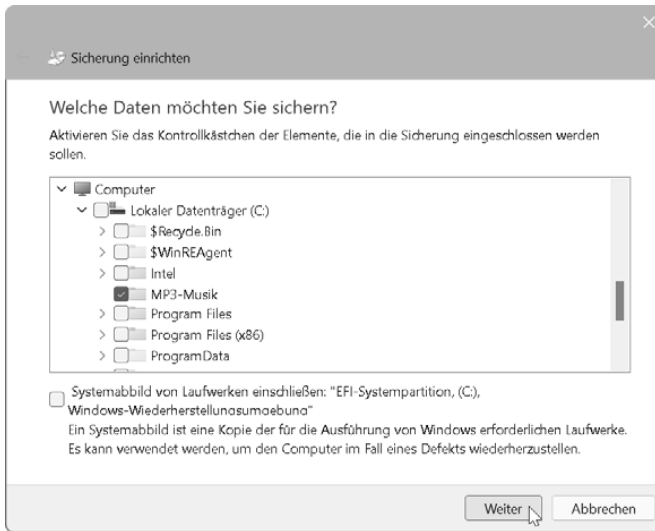 Sicherung einrichten
Welche Daten möchten Sie sichern?
Aktivieren Sie das Kontrollkästchen der Elemente, die in die Sicherung eingeschlossen werden
sollen.
Computer
Lokaler Datenträger (C:)
$Recycle.Bin
$WinREAgent
Intel
MP3-Musik
Program Files
Program Files (x86)
ProgramData
Systemabbild von Laufwerken einschließen: "EFI-Systempartition, (C:),
Windows-Wiederherstellungsumgebung"
Ein Systemabbild ist eine Kopie der für die Ausführung von Windows erforderlichen Laufwerke.
Es kann verwendet werden, um den Computer im Fall eines Defekts wiederherzustellen.
Weiter
Abbrechen